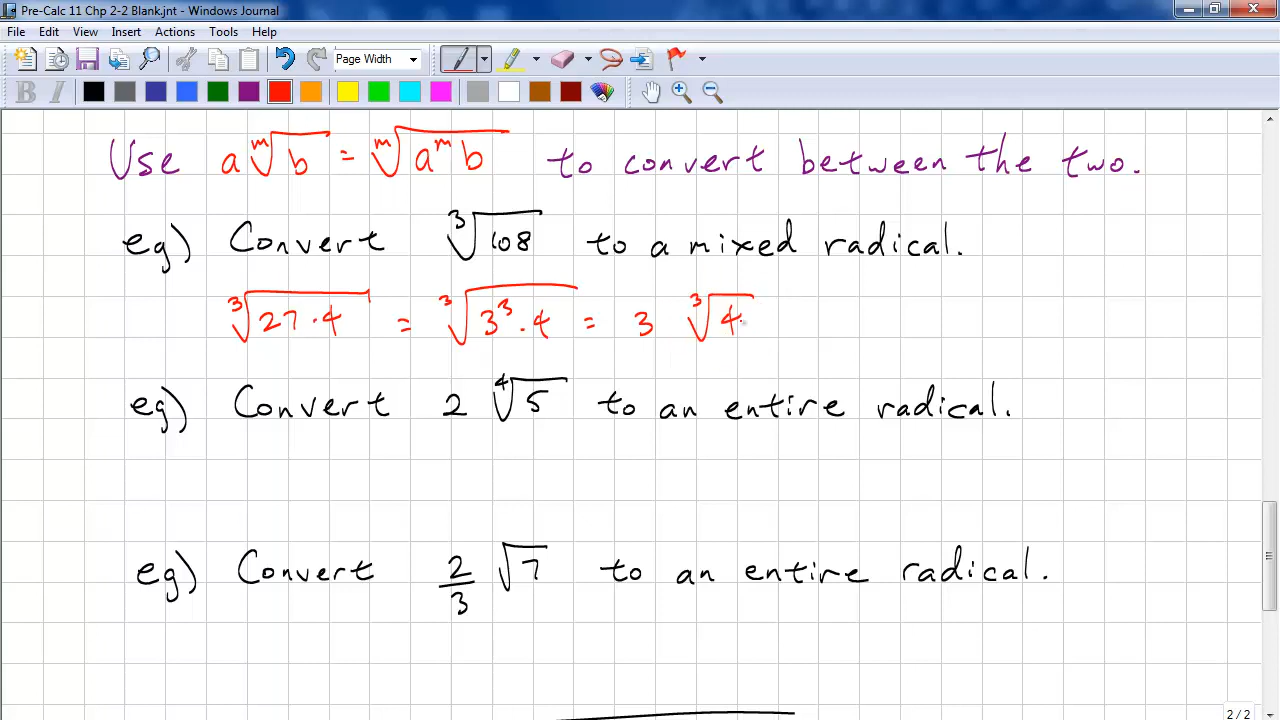 Pre-Calc 11 Chp 2-2 Blank.jnt - Windows Journal
File Edit View Insert Actions Tools Help
Page Width
B I
Use a ᵐ√b = ᵐ√(aᵐb) to convert between the two.
eg) Convert ³√108 to a mixed radical.
³√(27·4) = ³√(3³·4) = 3 ³√4
eg) Convert 2 ⁴√5 to an entire radical.
eg) Convert 2/3 √7 to an entire radical.
2/2